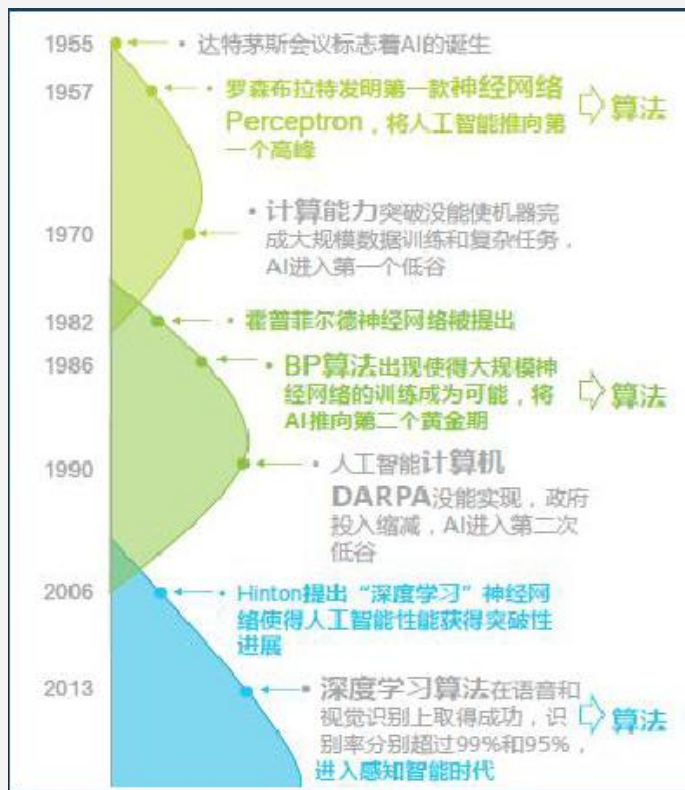 1955
• 达特茅斯会议标志着AI的诞生
1957
• 罗森布拉特发明第一款神经网络
Perceptron，将人工智能推向第
一个高峰
算法
• 计算能力突破没能使机器完
成大规模数据训练和复杂任务，
AI进入第一个低谷
1970
1982
• 霍普菲尔德神经网络被提出
1986
• BP算法出现使得大规模神
经网络的训练成为可能，将
AI推向第二个黄金期
算法
1990
• 人工智能计算机
DARPA没能实现，政府
投入缩减，AI进入第二次
低谷
2006
• Hinton提出“深度学习”神经网
络使得人工智能性能获得突破性
进展
2013
• 深度学习算法在语音和
视觉识别上取得成功，识
别率分别超过99%和95%，
进入感知智能时代
算法